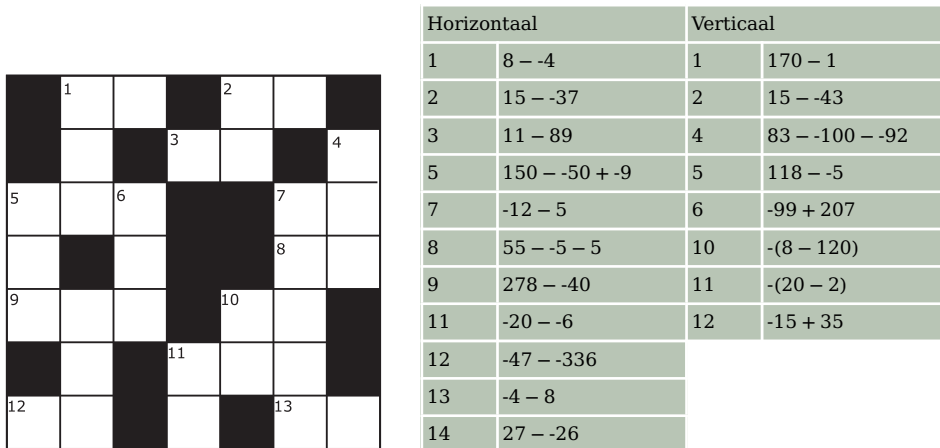 1 2
3 4
5 6 7
8
9 10
11
12 13
Horizontaal Verticaal
1 8 – -4 1 170 – 1
2 15 – -37 2 15 – -43
3 11 – 89 4 83 – -100 – -92
5 150 – -50 + -9 5 118 – -5
7 -12 – 5 6 -99 + 207
8 55 – -5 – 5 10 -(8 – 120)
9 278 – -40 11 -(20 – 2)
11 -20 – -6 12 -15 + 35
12 -47 – -336
13 -4 – 8
14 27 – -26